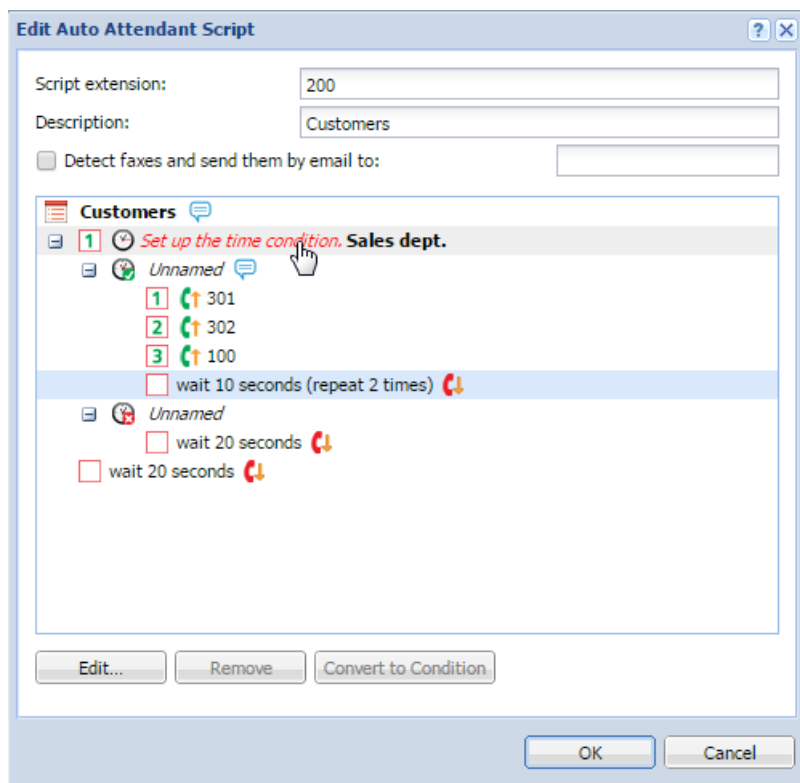 Edit Auto Attendant Script ?
Script extension: 200
Description: Customers
Detect faxes and send them by email to:
Customers
1 Set up the time condition. Sales dept.
Unnamed
1 301
2 302
3 100
wait 10 seconds (repeat 2 times)
Unnamed
wait 20 seconds
wait 20 seconds
Edit... Remove Convert to Condition
OK Cancel